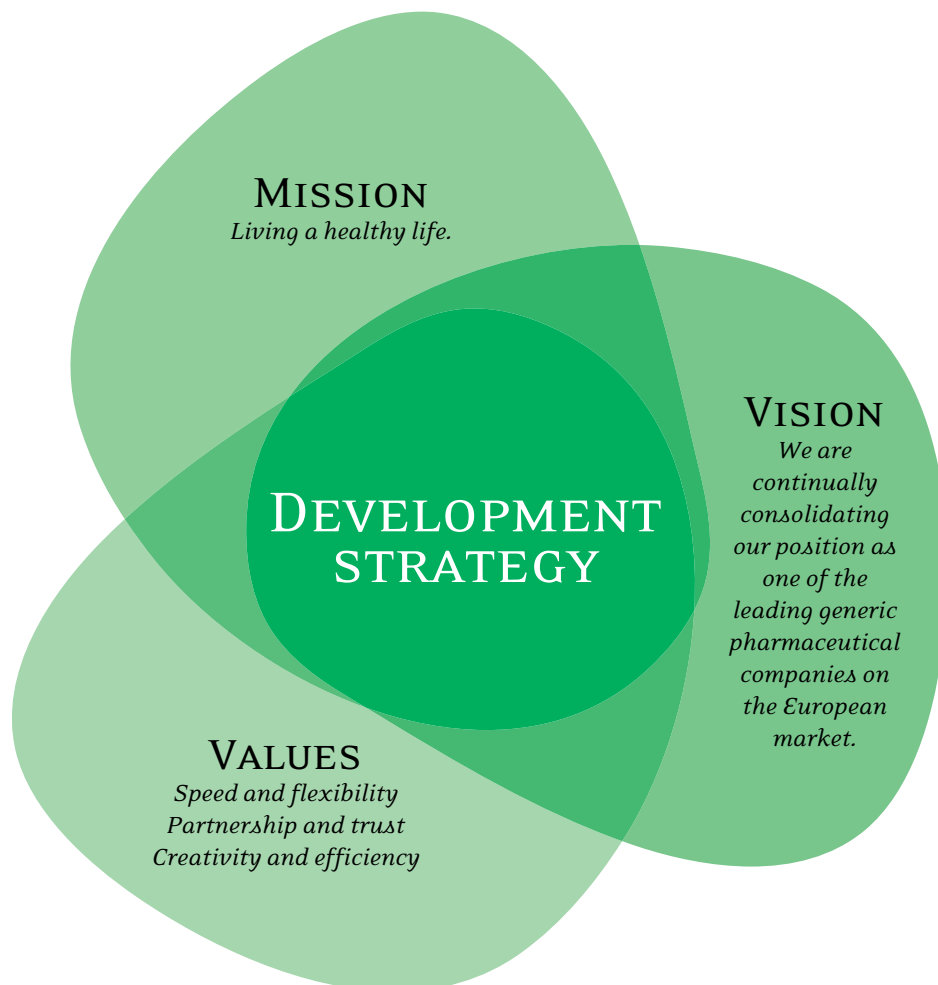 Mission
Living a healthy life.
Vision
We are
continually
consolidating
our position as
one of the
leading generic
pharmaceutical
companies on
the European
market.
Development
strategy
Values
Speed and flexibility
Partnership and trust
Creativity and efficiency